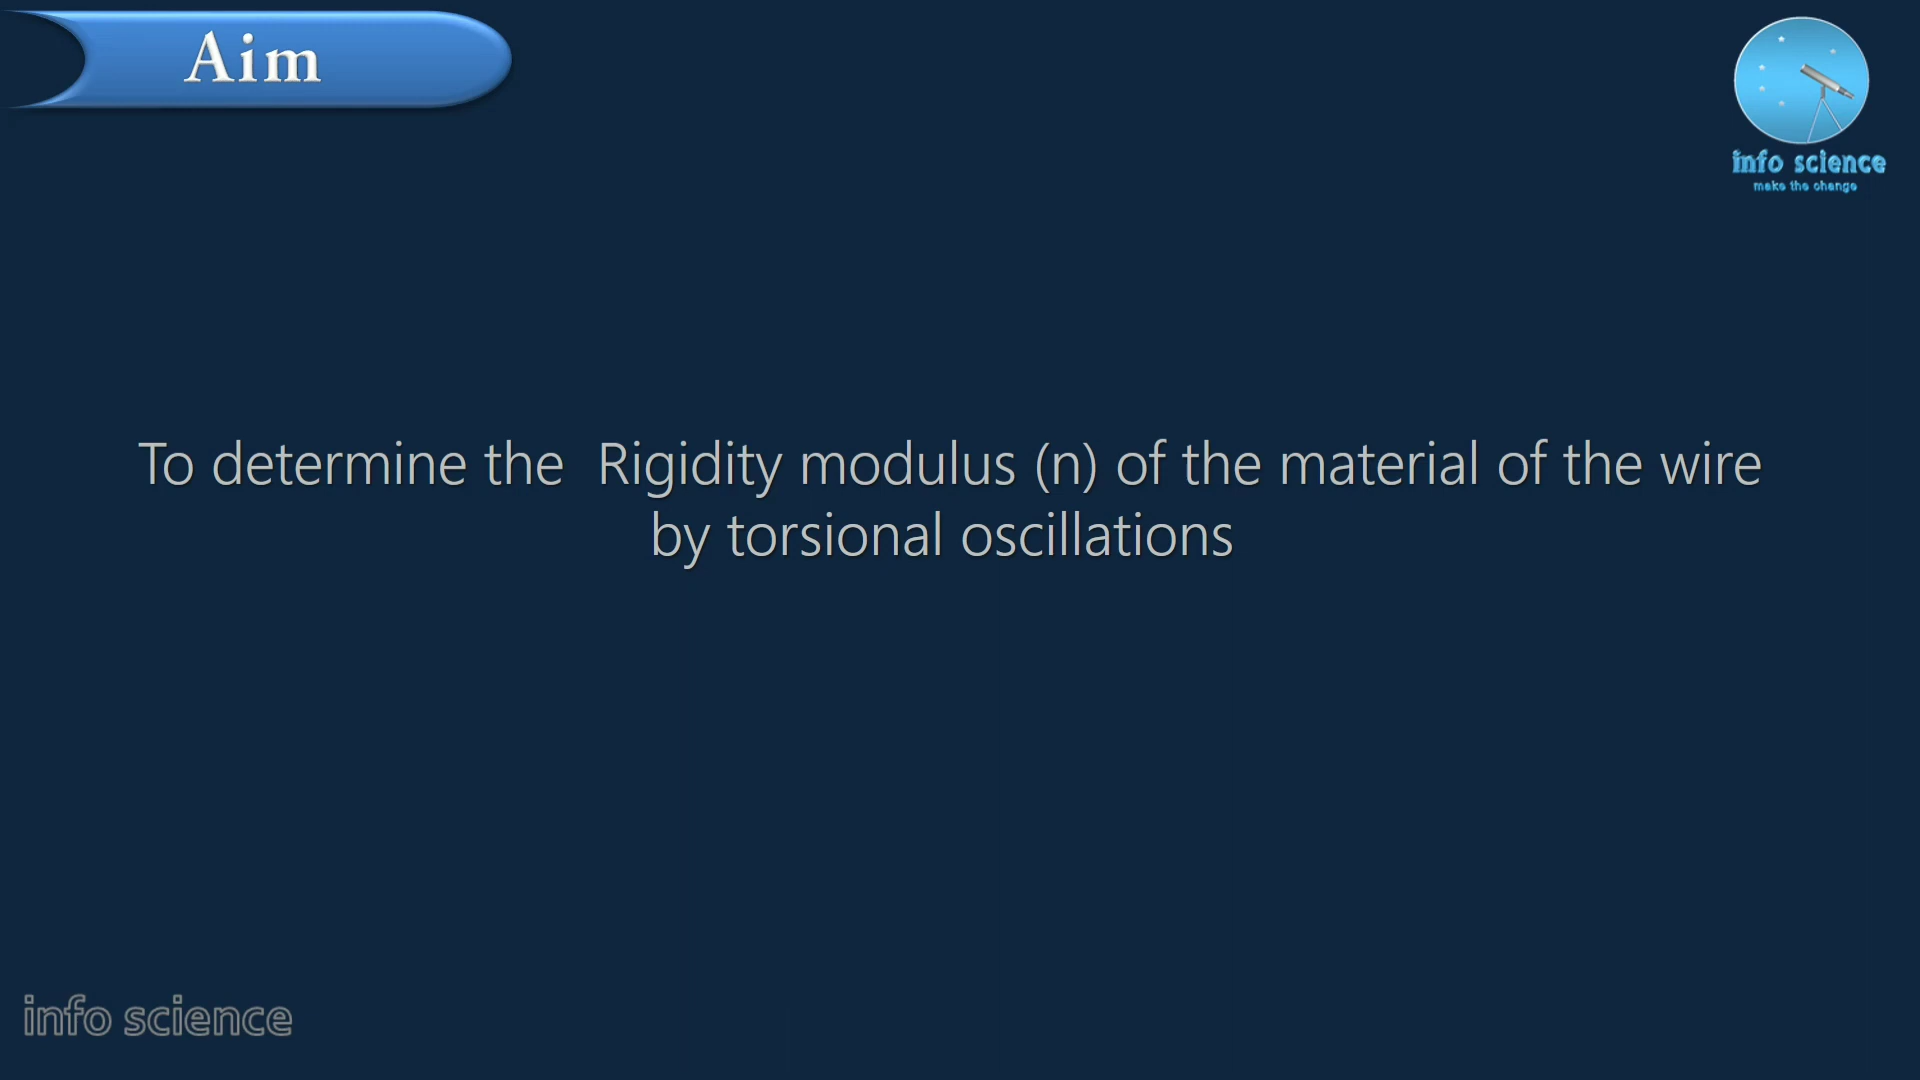 Aim
info science
make the change
To determine the  Rigidity modulus (n) of the material of the wire
by torsional oscillations
info science